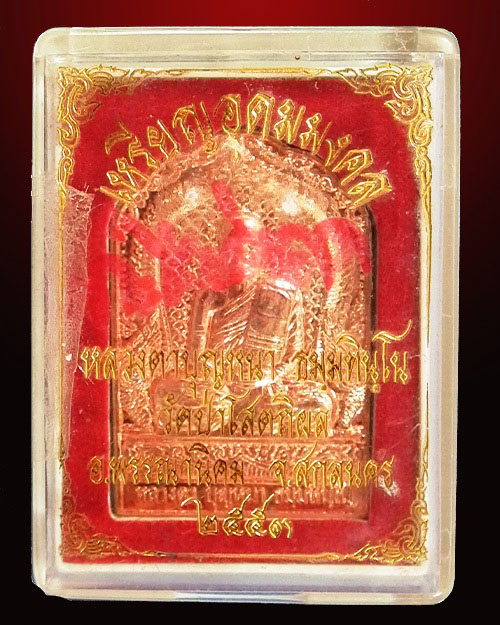 เหรียญอุดมมงคล
หลวงตาบุญหนา ธมฺมทินฺโน
วัดป่าโสตถิผล
อ.พรรณานิคม จ.สกลนคร
๒๕๕๓